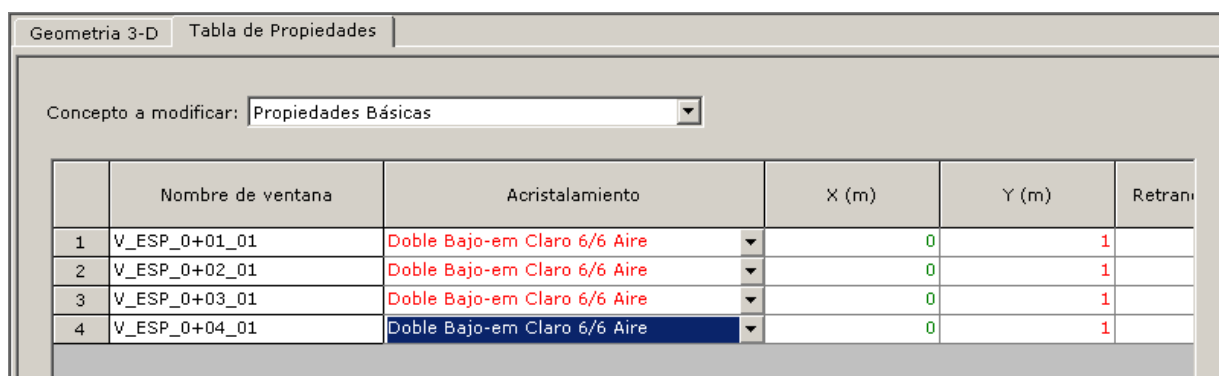 Geometria 3-D Tabla de Propiedades
Concepto a modificar: Propiedades Básicas
Nombre de ventana Acristalamiento X (m) Y (m) Retran
1 V_ESP_0+01_01 Doble Bajo-em Claro 6/6 Aire 0 1
2 V_ESP_0+02_01 Doble Bajo-em Claro 6/6 Aire 0 1
3 V_ESP_0+03_01 Doble Bajo-em Claro 6/6 Aire 0 1
4 V_ESP_0+04_01 Doble Bajo-em Claro 6/6 Aire 0 1